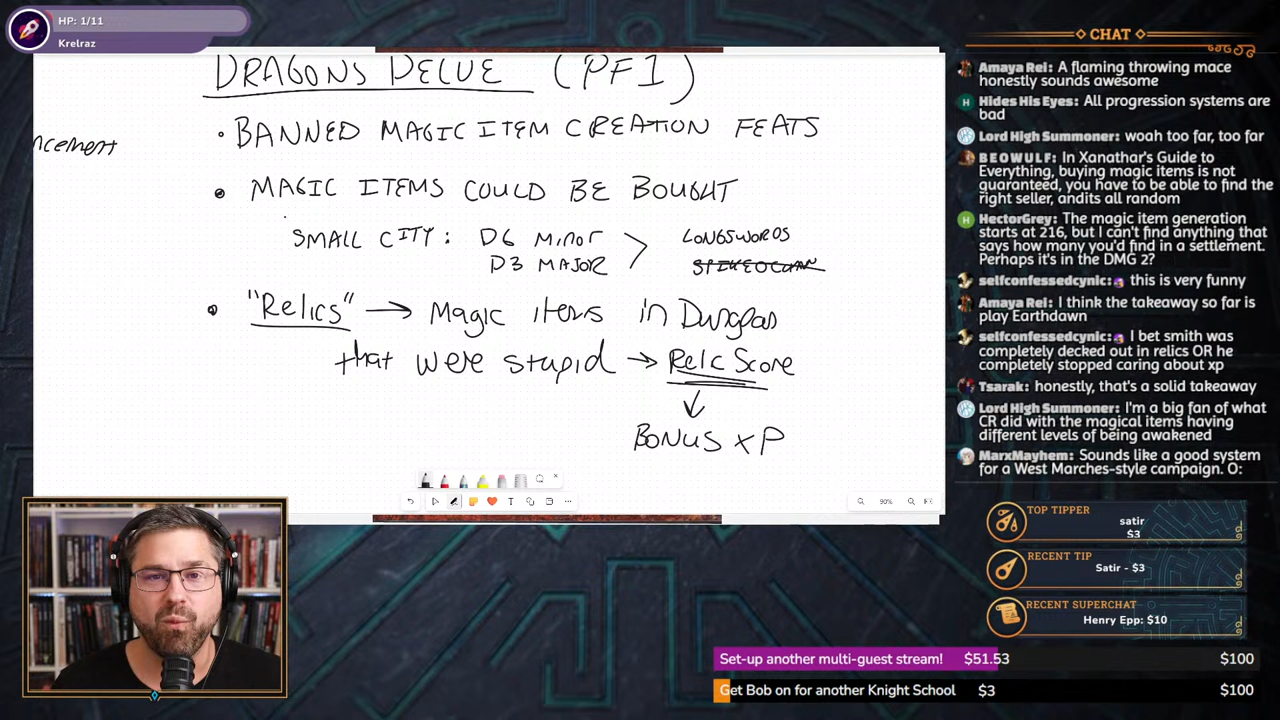 HP: 1/11
Krelraz
DRAGONS DELVE (PF1)
• BANNED MAGIC ITEM CREATION FEATS
ncement
• MAGIC ITEMS COULD BE BOUGHT
SMALL CITY: D6 MINOR > LONGSWORDS
D3 MAJOR
• "Relics" → Magic items in
that were stupid → Relc Score
↓
BONUS XP
T
90%
CHAT
Amaya Rei: A flaming throwing mace
honestly sounds awesome
H Hides His Eyes: All progression systems are
bad
Lord High Summoner: woah too far, too far
BEOWULF: In Xanathar's Guide to
Everything, buying magic items is not
guaranteed, you have to be able to find the
right seller, andits all random
H HectorGrey: The magic item generation
starts at 216, but I can't find anything that
says how many you'd find in a settlement.
Perhaps it's in the DMG 2?
selfconfessedcynic: this is very funny
Amaya Rei: I think the takeaway so far is
play Earthdawn
selfconfessedcynic: I bet smith was
completely decked out in relics OR he
completely stopped caring about xp
Tsarak: honestly, that's a solid takeaway
Lord High Summoner: I'm a big fan of what
CR did with the magical items having
different levels of being awakened
MarxMayhem: Sounds like a good system
for a West Marches-style campaign. O:
TOP TIPPER
satir
$3
RECENT TIP
Satir - $3
RECENT SUPERCHAT
Henry Epp: $10
Set-up another multi-guest stream! $51.53 $100
Get Bob on for another Knight School $3 $100